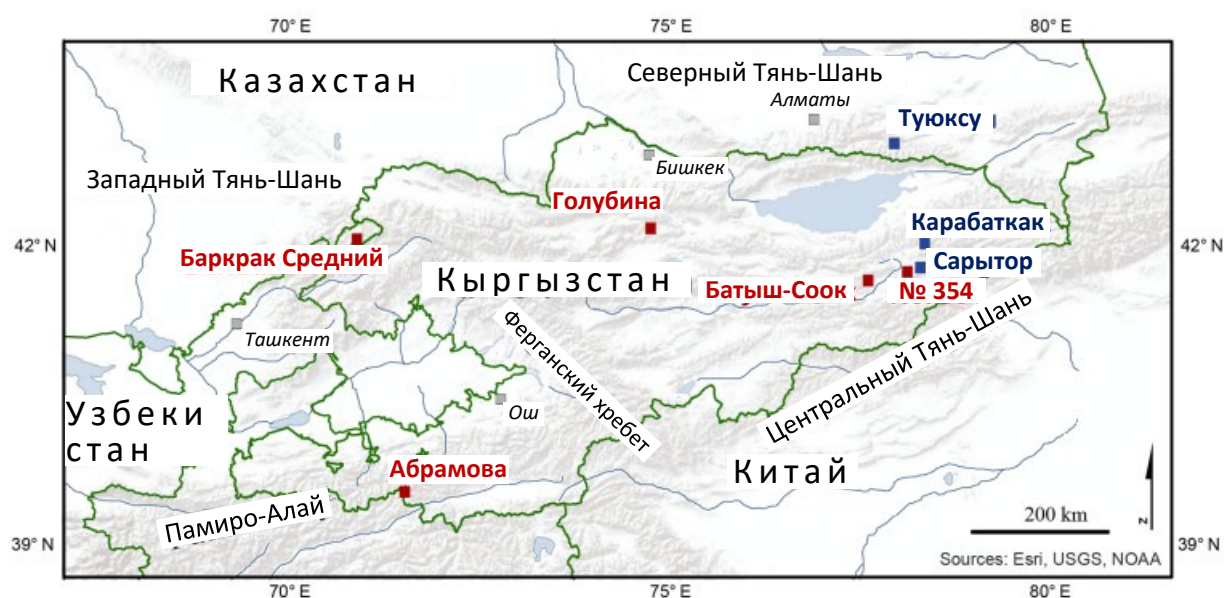 70° E 75° E 80° E
Казахстан
Северный Тянь-Шань
Алматы
Туюксу
Бишкек
Западный Тянь-Шань
Голубина
42° N
Карабаткак
42° N
Баркрак Средний
Сарытор
Кыргызстан
Батыш-Соок
№ 354
Ташкент
Ферганский хребет
Центральный Тянь-Шань
Узбеки
стан
Ош
Абрамова
Китай
Памиро-Алай
200 km
z
39° N
39° N
Sources: Esri, USGS, NOAA
70° E 75° E 80° E